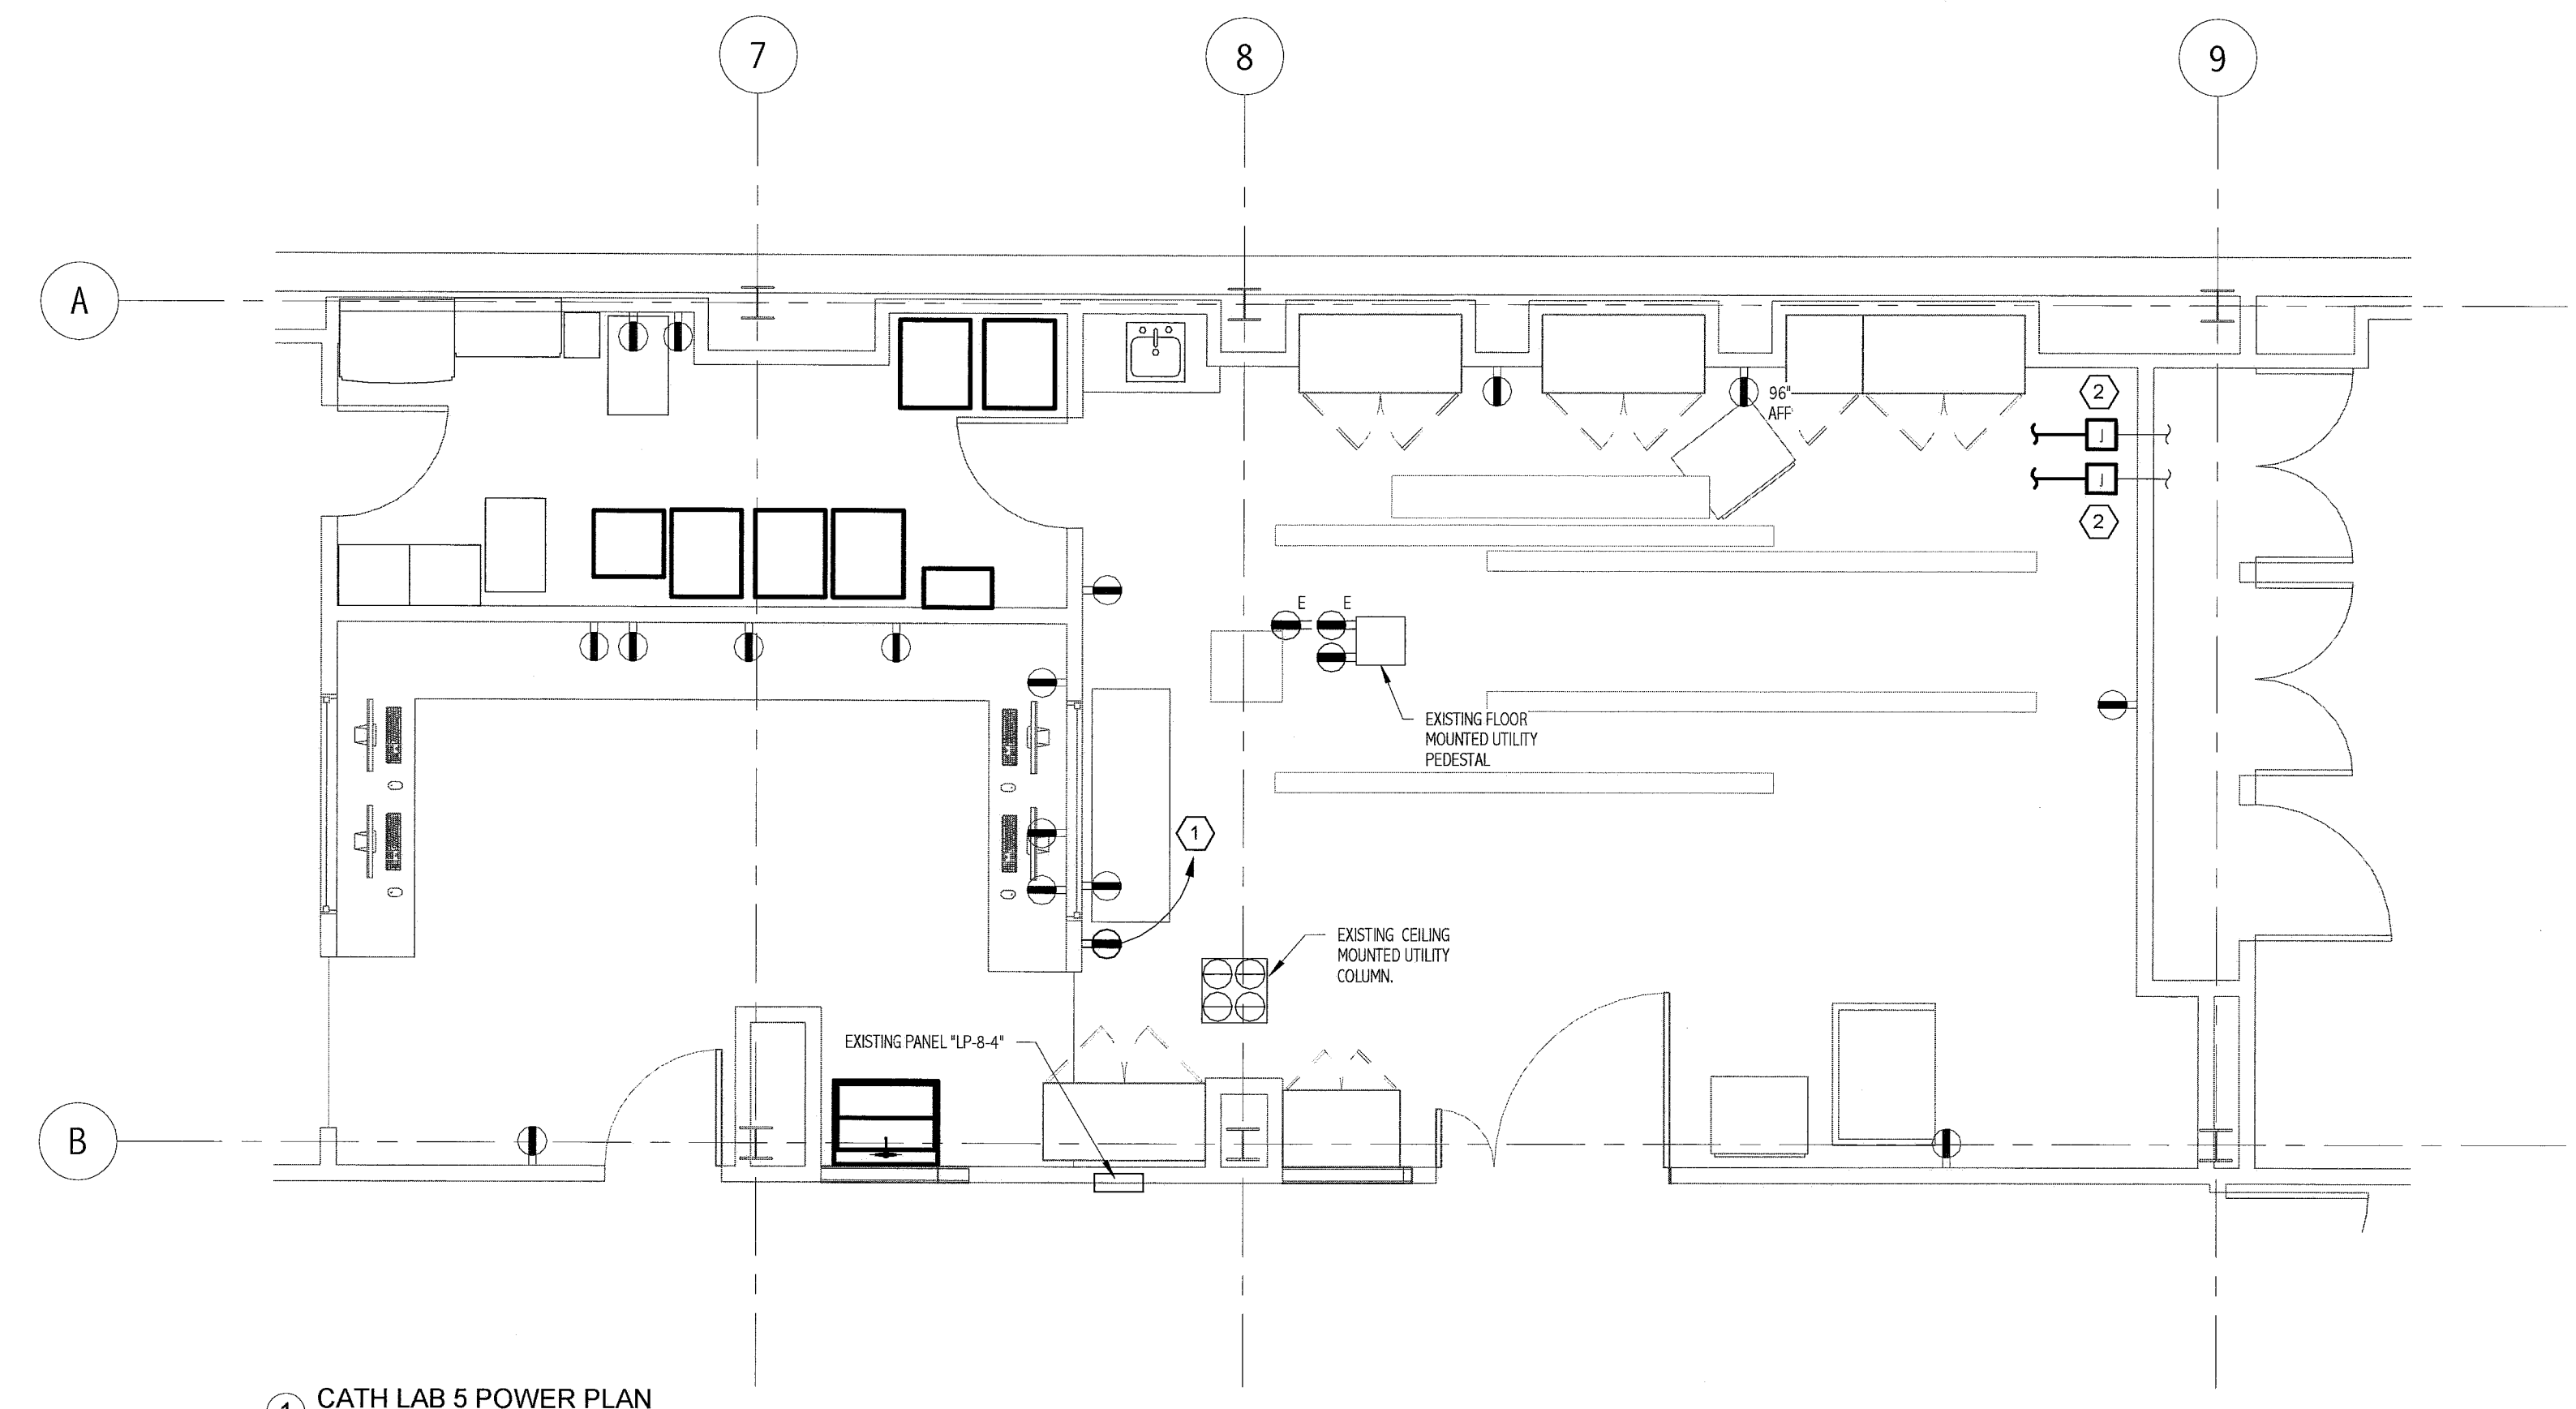 7
8
9
A
96"
AFF
2
J
J
2
E
E
EXISTING FLOOR
MOUNTED UTILITY
PEDESTAL
1
EXISTING CEILING
MOUNTED UTILITY
COLUMN.
EXISTING PANEL "LP-8-4"
B
1
CATH LAB 5 POWER PLAN